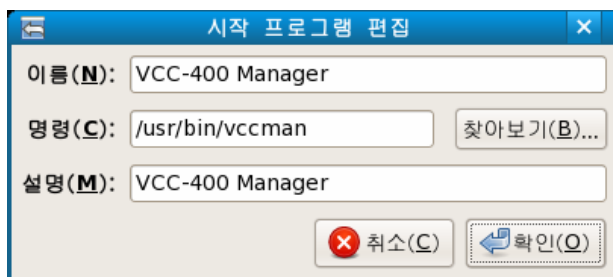 시작 프로그램 편집
이름(N): VCC-400 Manager
명령(C): /usr/bin/vccman 찾아보기(B)...
설명(M): VCC-400 Manager
취소(C) 확인(O)